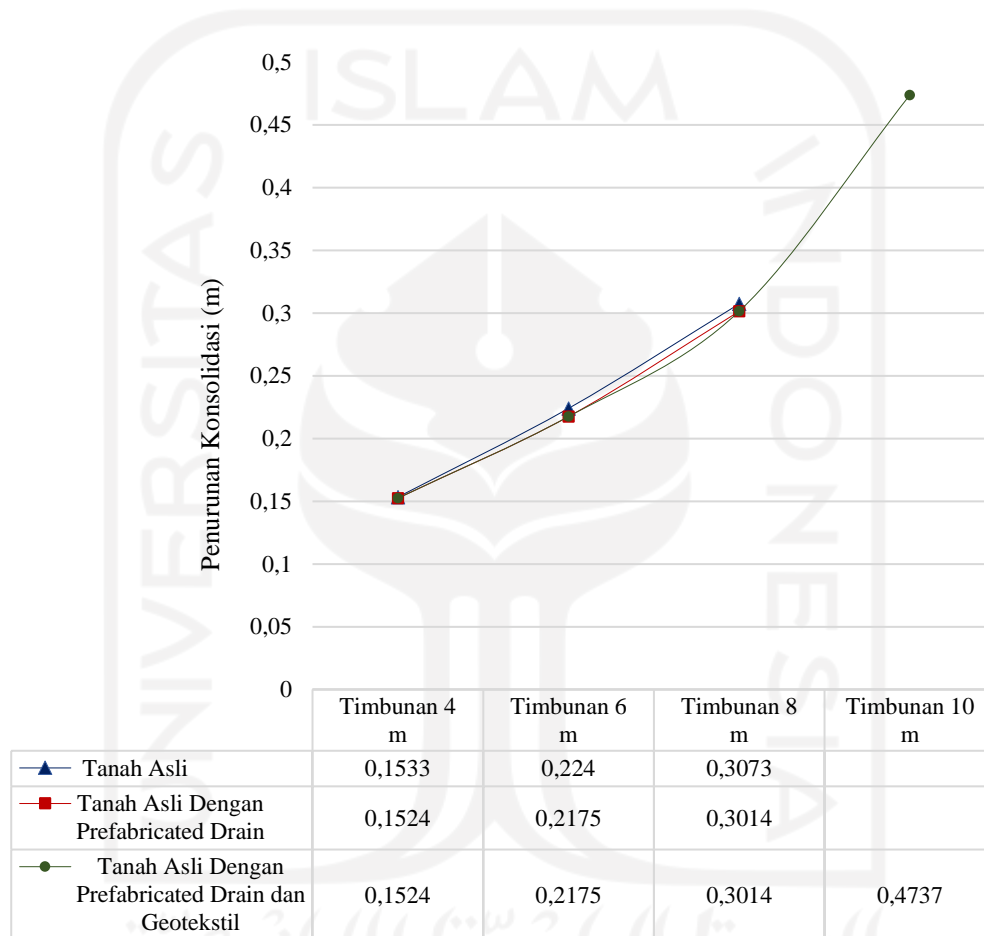 UNIVERSITAS
ISLAM
INDONESIA
Penurunan Konsolidasi (m)
0,5
0,45
0,4
0,35
0,3
0,25
0,2
0,15
0,1
0,05
0
Timbunan 4
m
Timbunan 6
m
Timbunan 8
m
Timbunan 10
m
Tanah Asli
0,1533 0,224 0,3073
Tanah Asli Dengan
Prefabricated Drain
0,1524 0,2175 0,3014
Tanah Asli Dengan
Prefabricated Drain dan
Geotekstil
0,1524 0,2175 0,3014 0,4737